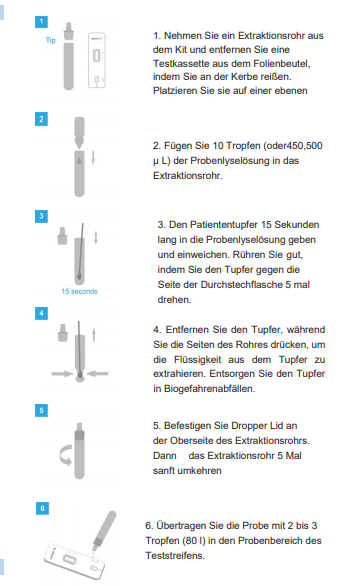 1
Tip
1. Nehmen Sie ein Extraktionsrohr aus
dem Kit und entfernen Sie eine
Testkassette aus dem Folienbeutel,
indem Sie an der Kerbe reißen.
Platzieren Sie sie auf einer ebenen
2
2. Fügen Sie 10 Tropfen (oder450,500
µ L) der Probenlyselösung in das
Extraktionsrohr.
3
3. Den Patiententupfer 15 Sekunden
lang in die Probenlyselösung geben
und einweichen. Rühren Sie gut,
indem Sie den Tupfer gegen die
Seite der Durchstechflasche 5 mal
drehen.
15 seconds
4
4. Entfernen Sie den Tupfer, während
Sie die Seiten des Rohres drücken, um
die Flüssigkeit aus dem Tupfer zu
extrahieren. Entsorgen Sie den Tupfer
in Biogefahrenabfällen.
5
5. Befestigen Sie Dropper Lid an
der Oberseite des Extraktionsrohrs.
Dann das Extraktionsrohr 5 Mal
sanft umkehren
6
6. Übertragen Sie die Probe mit 2 bis 3
Tropfen (80 l) in den Probenbereich des
Teststreifens.